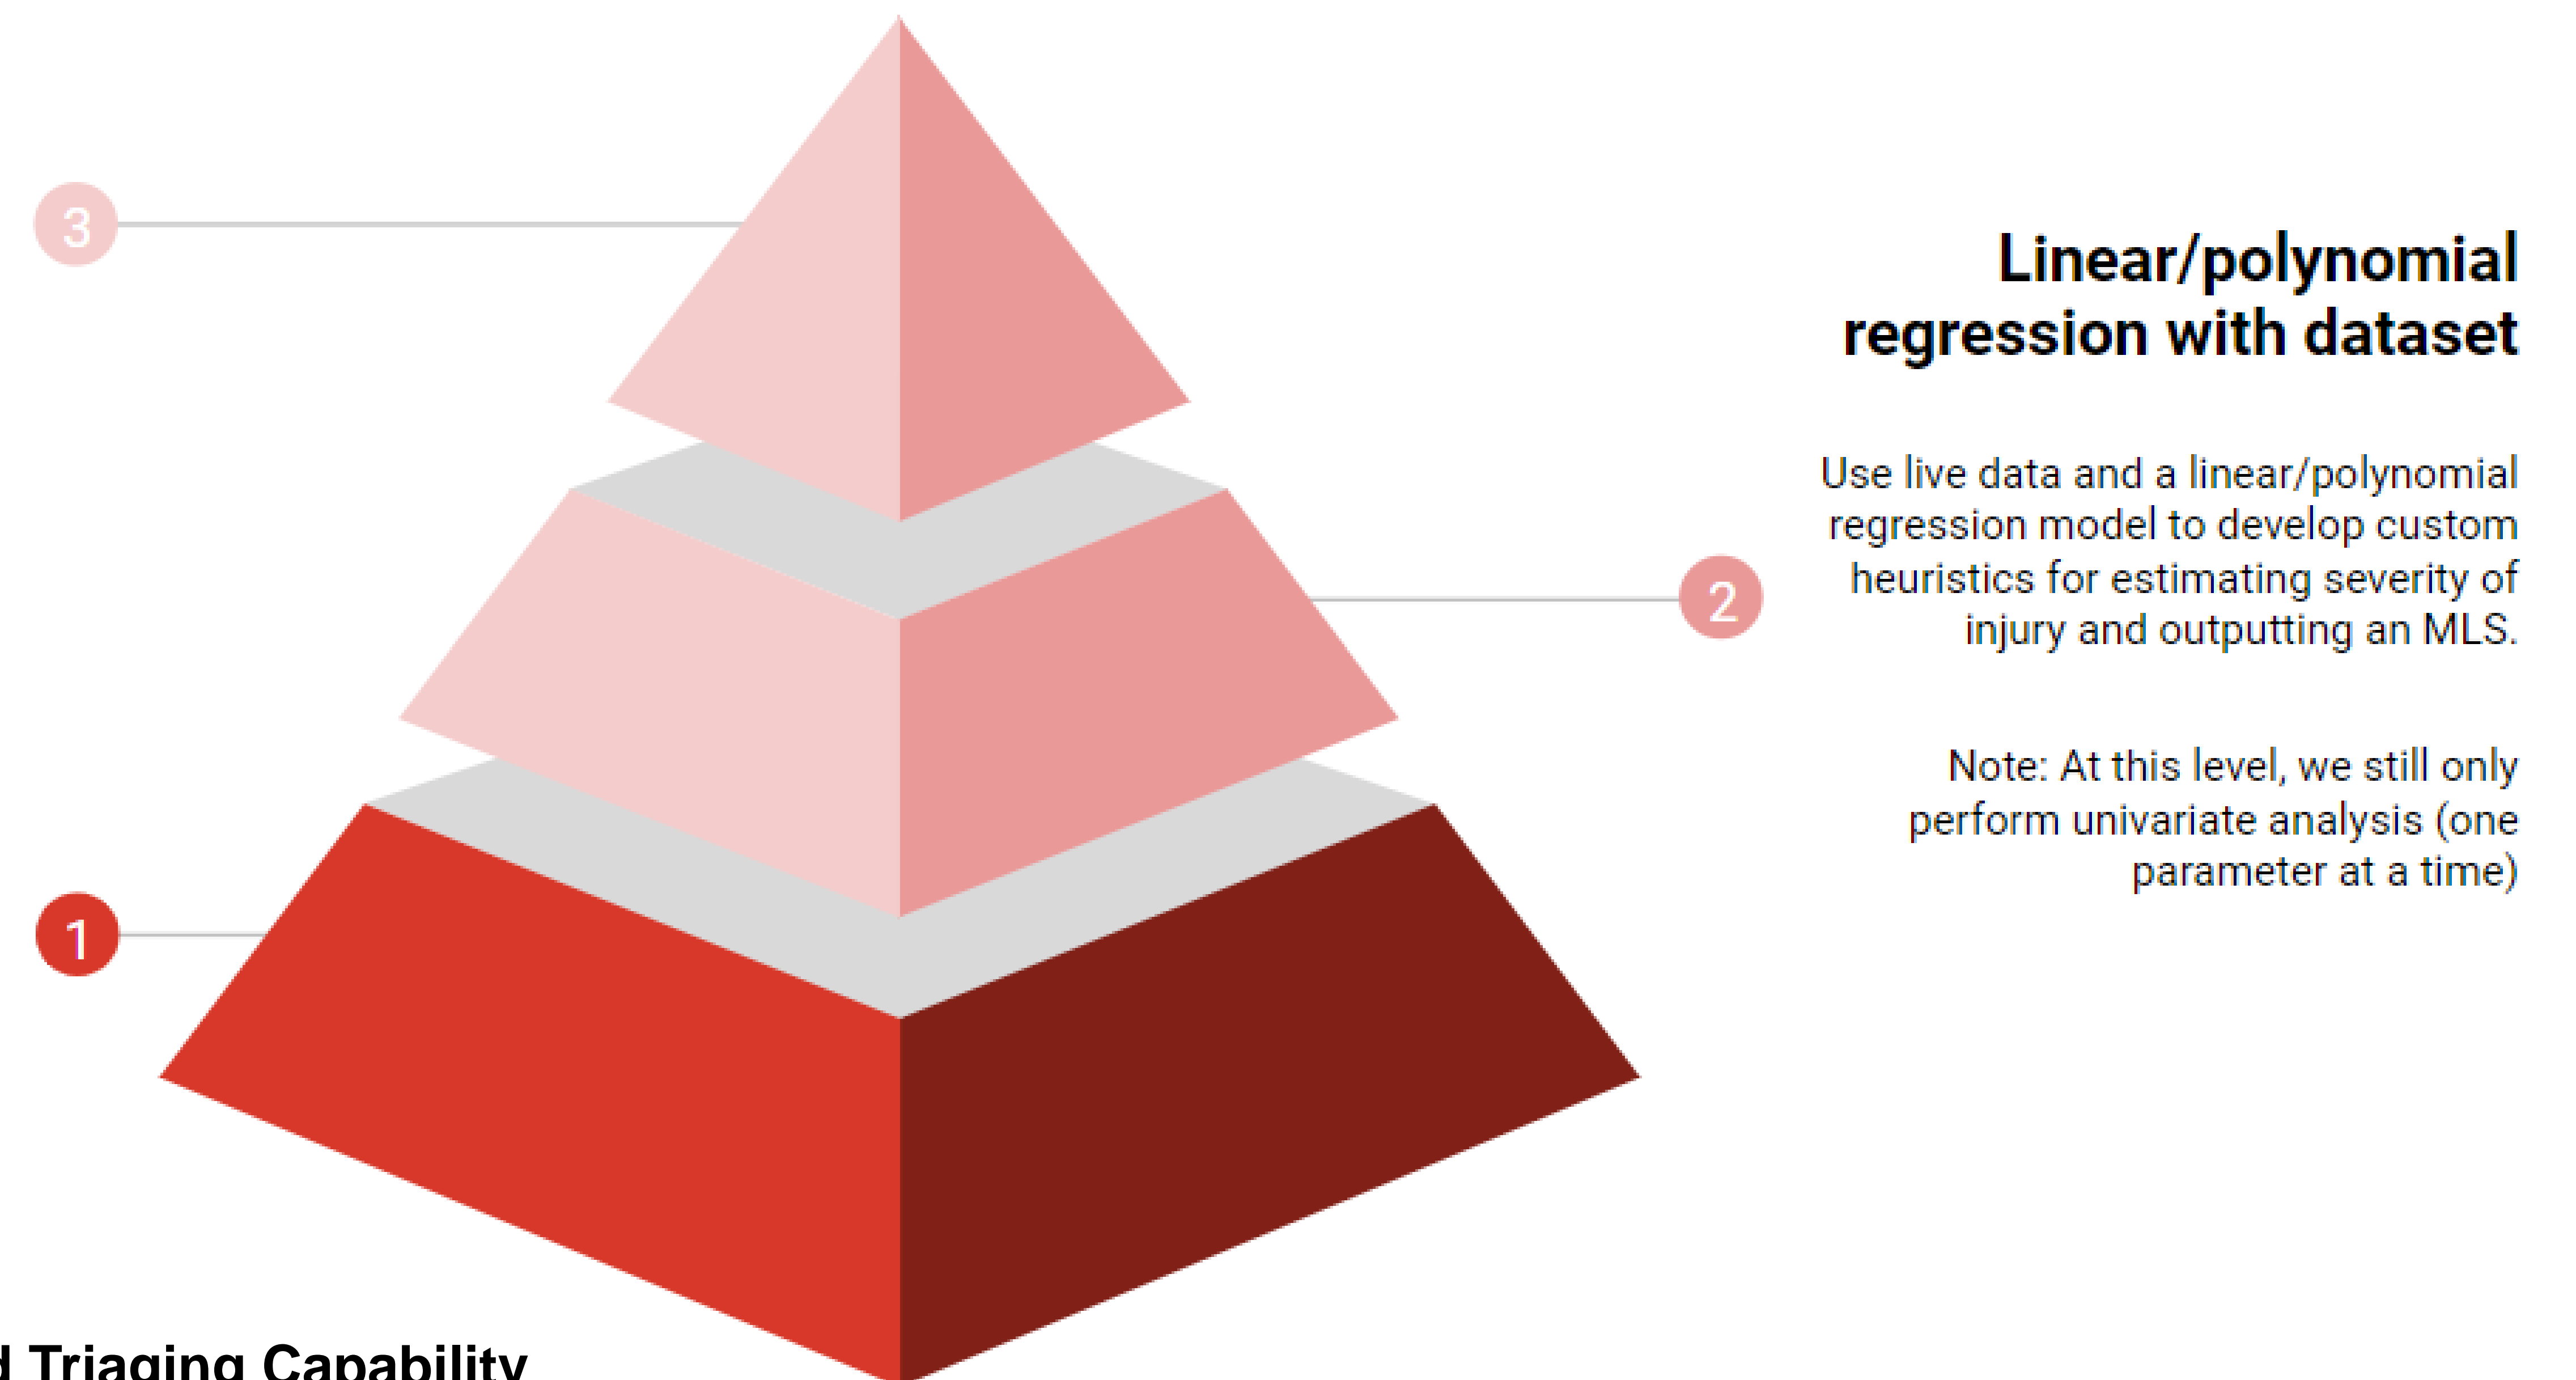 3
Linear/polynomial
regression with dataset
Use live data and a linear/polynomial
regression model to develop custom
heuristics for estimating severity of
injury and outputting an MLS.
2
Note: At this level, we still only
perform univariate analysis (one
parameter at a time)
1
Triaging Capability